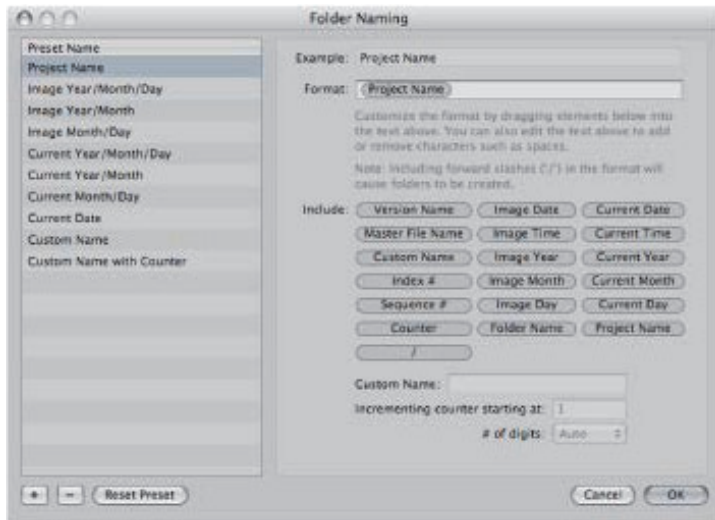 Folder Naming
Preset Name
Project Name
Image Year/Month/Day
Image Year/Month
Image Month/Day
Current Year/Month/Day
Current Year/Month
Current Month/Day
Current Date
Custom Name
Custom Name with Counter
Example: Project Name
Format: Project Name
Customize the format by dragging elements below into
the text above. You can also edit the text above to add
or remove characters such as spaces.
Note: Including forward slashes ('/') in the format will
cause folders to be created.
Include: Version Name Image Date Current Date
Master File Name Image Time Current Time
Custom Name Image Year Current Year
Index # Image Month Current Month
Sequence # Image Day Current Day
Counter Folder Name Project Name
/
Custom Name:
Incrementing counter starting at: 1
# of digits: Auto
+ - Reset Preset Cancel OK